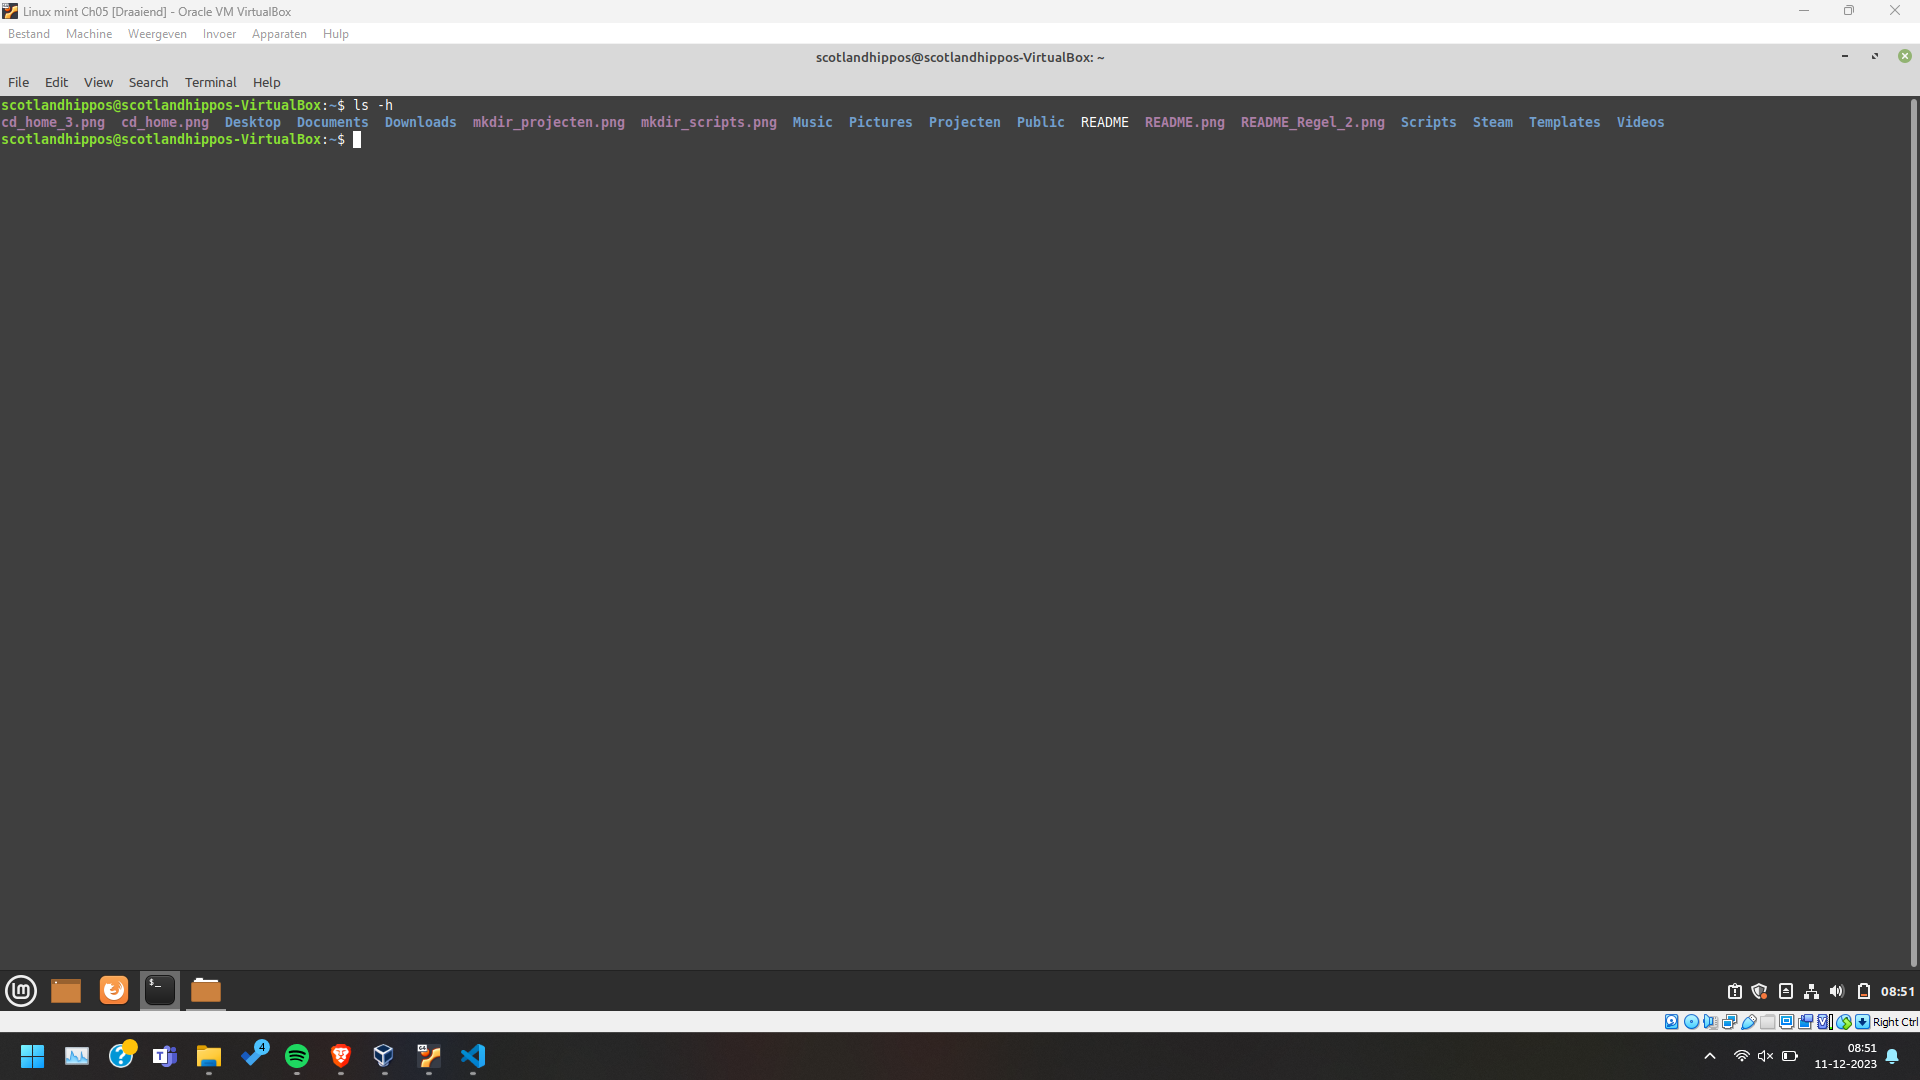 Linux mint Ch05 [Draaiend] - Oracle VM VirtualBox
Bestand Machine Weergeven Invoer Apparaten Hulp
scotlandhippos@scotlandhippos-VirtualBox: ~
File Edit View Search Terminal Help
scotlandhippos@scotlandhippos-VirtualBox:~$ ls -h
cd_home_3.png cd_home.png Desktop Documents Downloads mkdir_projecten.png mkdir_scripts.png Music Pictures Projecten Public README README.png README_Regel_2.png Scripts Steam Templates Videos
scotlandhippos@scotlandhippos-VirtualBox:~$
08:51
Right Ctrl
4
08:51
11-12-2023